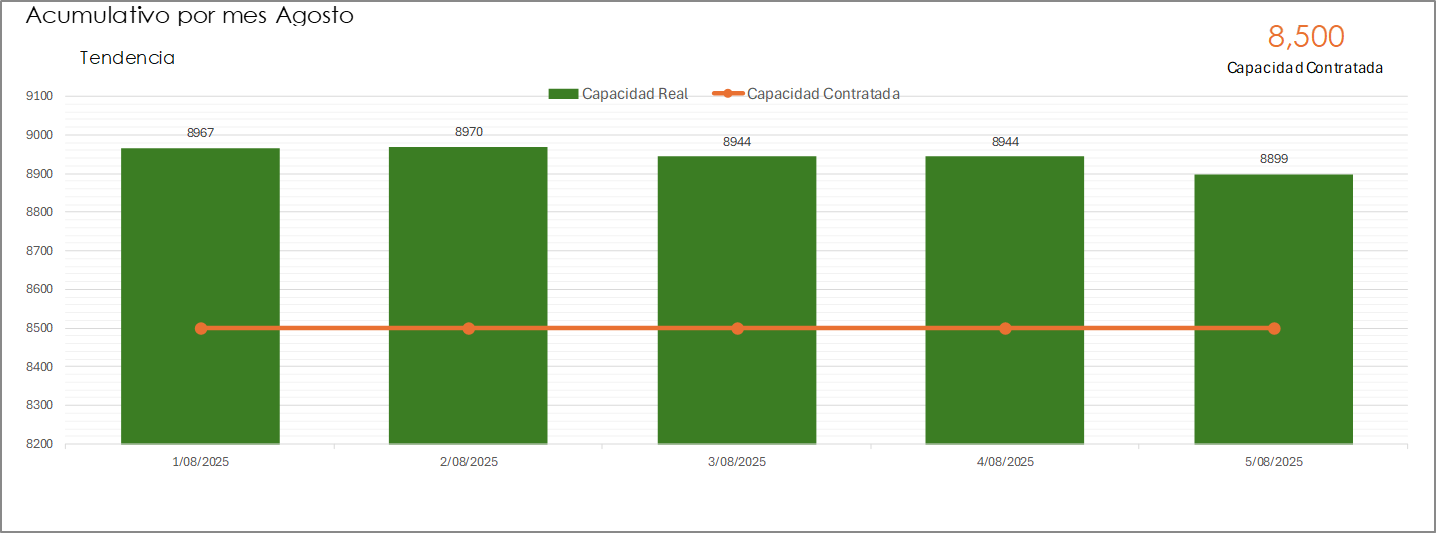 Acumulativo por mes Agosto
8,500
Tendencia
Capacidad Contratada
Capacidad Real Capacidad Contratada
9100
9000
8900
8800
8700
8600
8500
8400
8300
8200
8967 8970 8944 8944 8899
1/08/2025 2/08/2025 3/08/2025 4/08/2025 5/08/2025